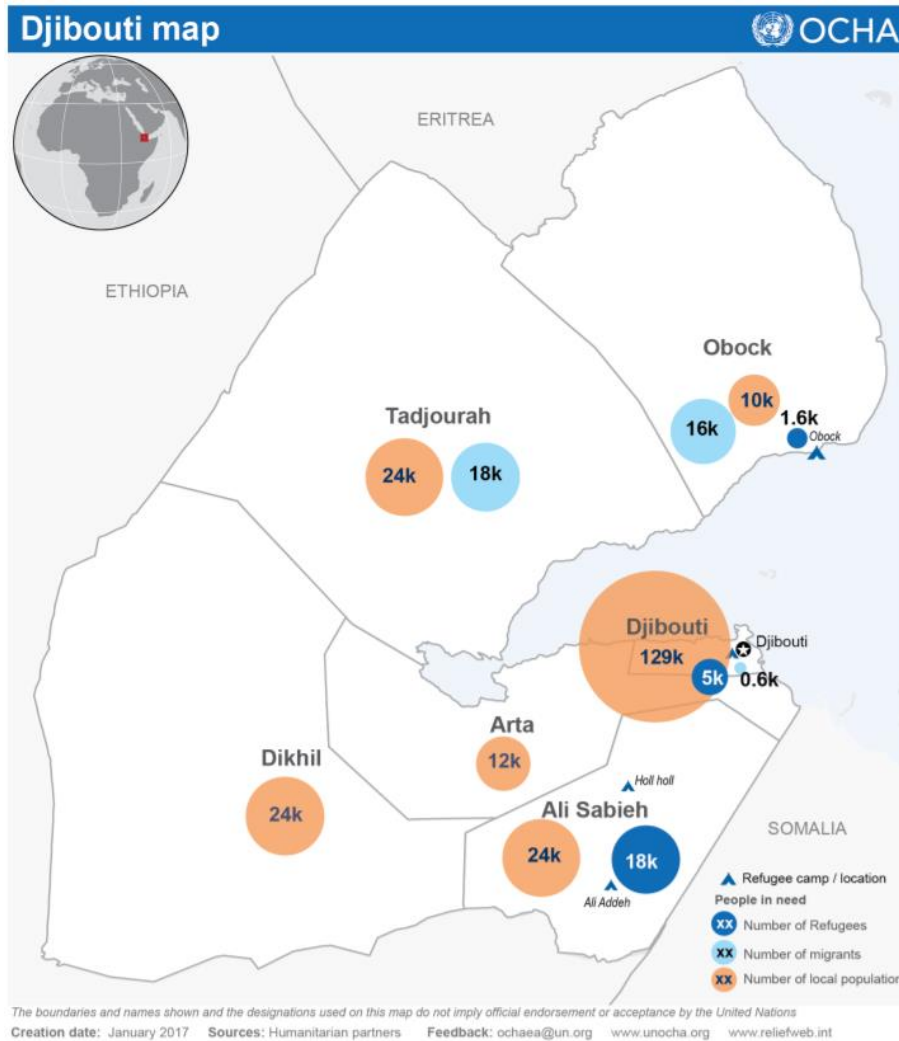 Djibouti map
OCHA
ERITREA
ETHIOPIA
Obock
10k
1.6k
16k
Obock
Tadjourah
24k
18k
Djibouti
Djibouti
129k
5k
0.6k
Arta
12k
Dikhil
24k
Holl holl
Ali Sabieh
24k
18k
Ali Addeh
SOMALIA
Refugee camp / location
People in need
xx Number of Refugees
xx Number of migrants
xx Number of local population
The boundaries and names shown and the designations used on this map do not imply official endorsement or acceptance by the United Nations
Creation date: January 2017 Sources: Humanitarian partners Feedback: ochaea@un.org www.unocha.org www.reliefweb.int